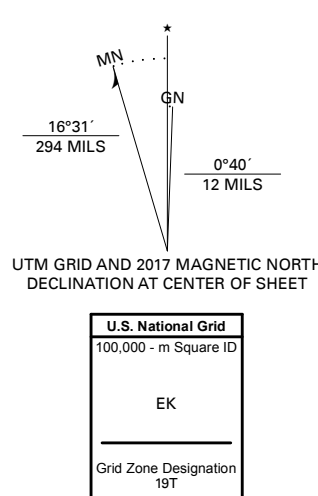 ★
MN
GN
16°31´
294 MILS
0°40´
12 MILS
UTM GRID AND 2017 MAGNETIC NORTH
DECLINATION AT CENTER OF SHEET
U.S. National Grid
100,000 - m Square ID
EK
Grid Zone Designation
19T